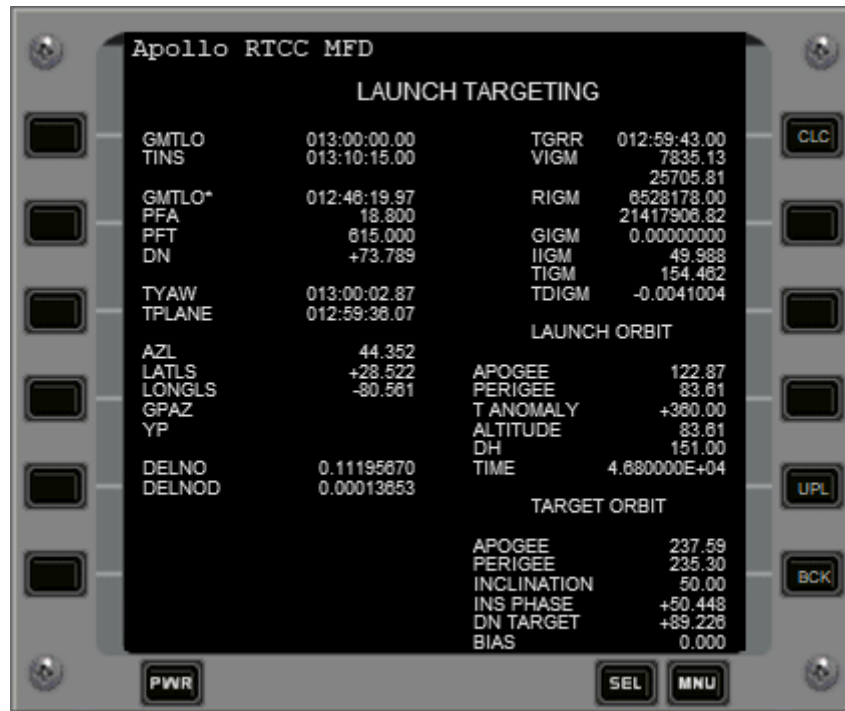 Apollo RTCC MFD
LAUNCH TARGETING
GMTLO 013:00:00.00 TGRR 012:59:43.00 CLC
TINS 013:10:15.00 VIGM 7835.13
25705.81
GMTLO* 012:46:19.97 RIGM 6528178.00
PFA 18.800 21417906.82
PFT 615.000 GIGM 0.00000000
DN +73.789 IIGM 49.988
TIGM 154.462
TYAW 013:00:02.87 TDIGM -0.0041004
TPLANE 012:59:36.07
LAUNCH ORBIT
AZL 44.352
LATLS +28.522 APOGEE 122.87
LONGLS -80.561 PERIGEE 83.61
GPAZ T ANOMALY +360.00
YP ALTITUDE 83.61
DH 151.00
DELNO 0.11195670 TIME 4.680000E+04
DELNOD 0.00013653 UPL
TARGET ORBIT
APOGEE 237.59
PERIGEE 235.30
INCLINATION 50.00 BCK
INS PHASE +50.448
DN TARGET +89.226
BIAS 0.000
PWR SEL MNU